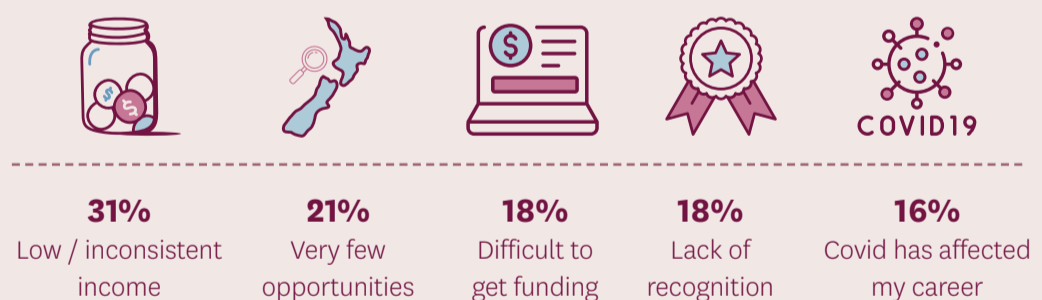 $
$
$
COVID19
31%
Low / inconsistent
income
21%
Very few
opportunities
18%
Difficult to
get funding
18%
Lack of
recognition
16%
Covid has affected
my career